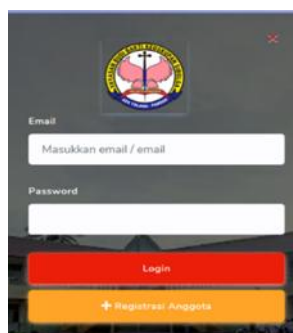 Email
Masukkan email / email
Password
Login
+ Registrasi Anggota